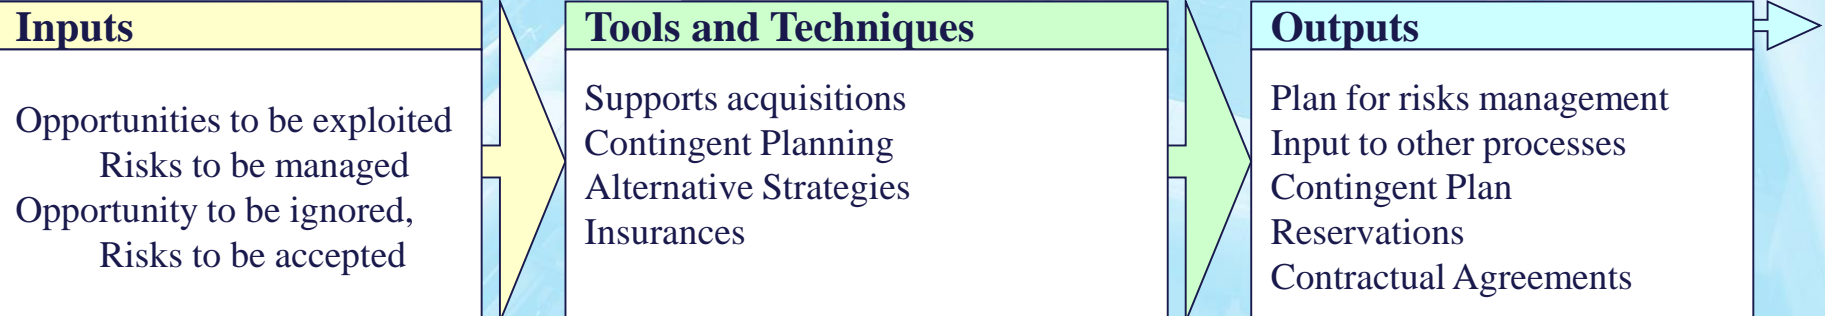 Inputs
Opportunities to be exploited
Risks to be managed
Opportunity to be ignored,
Risks to be accepted
Tools and Techniques
Supports acquisitions
Contingent Planning
Alternative Strategies
Insurances
Outputs
Plan for risks management
Input to other processes
Contingent Plan
Reservations
Contractual Agreements